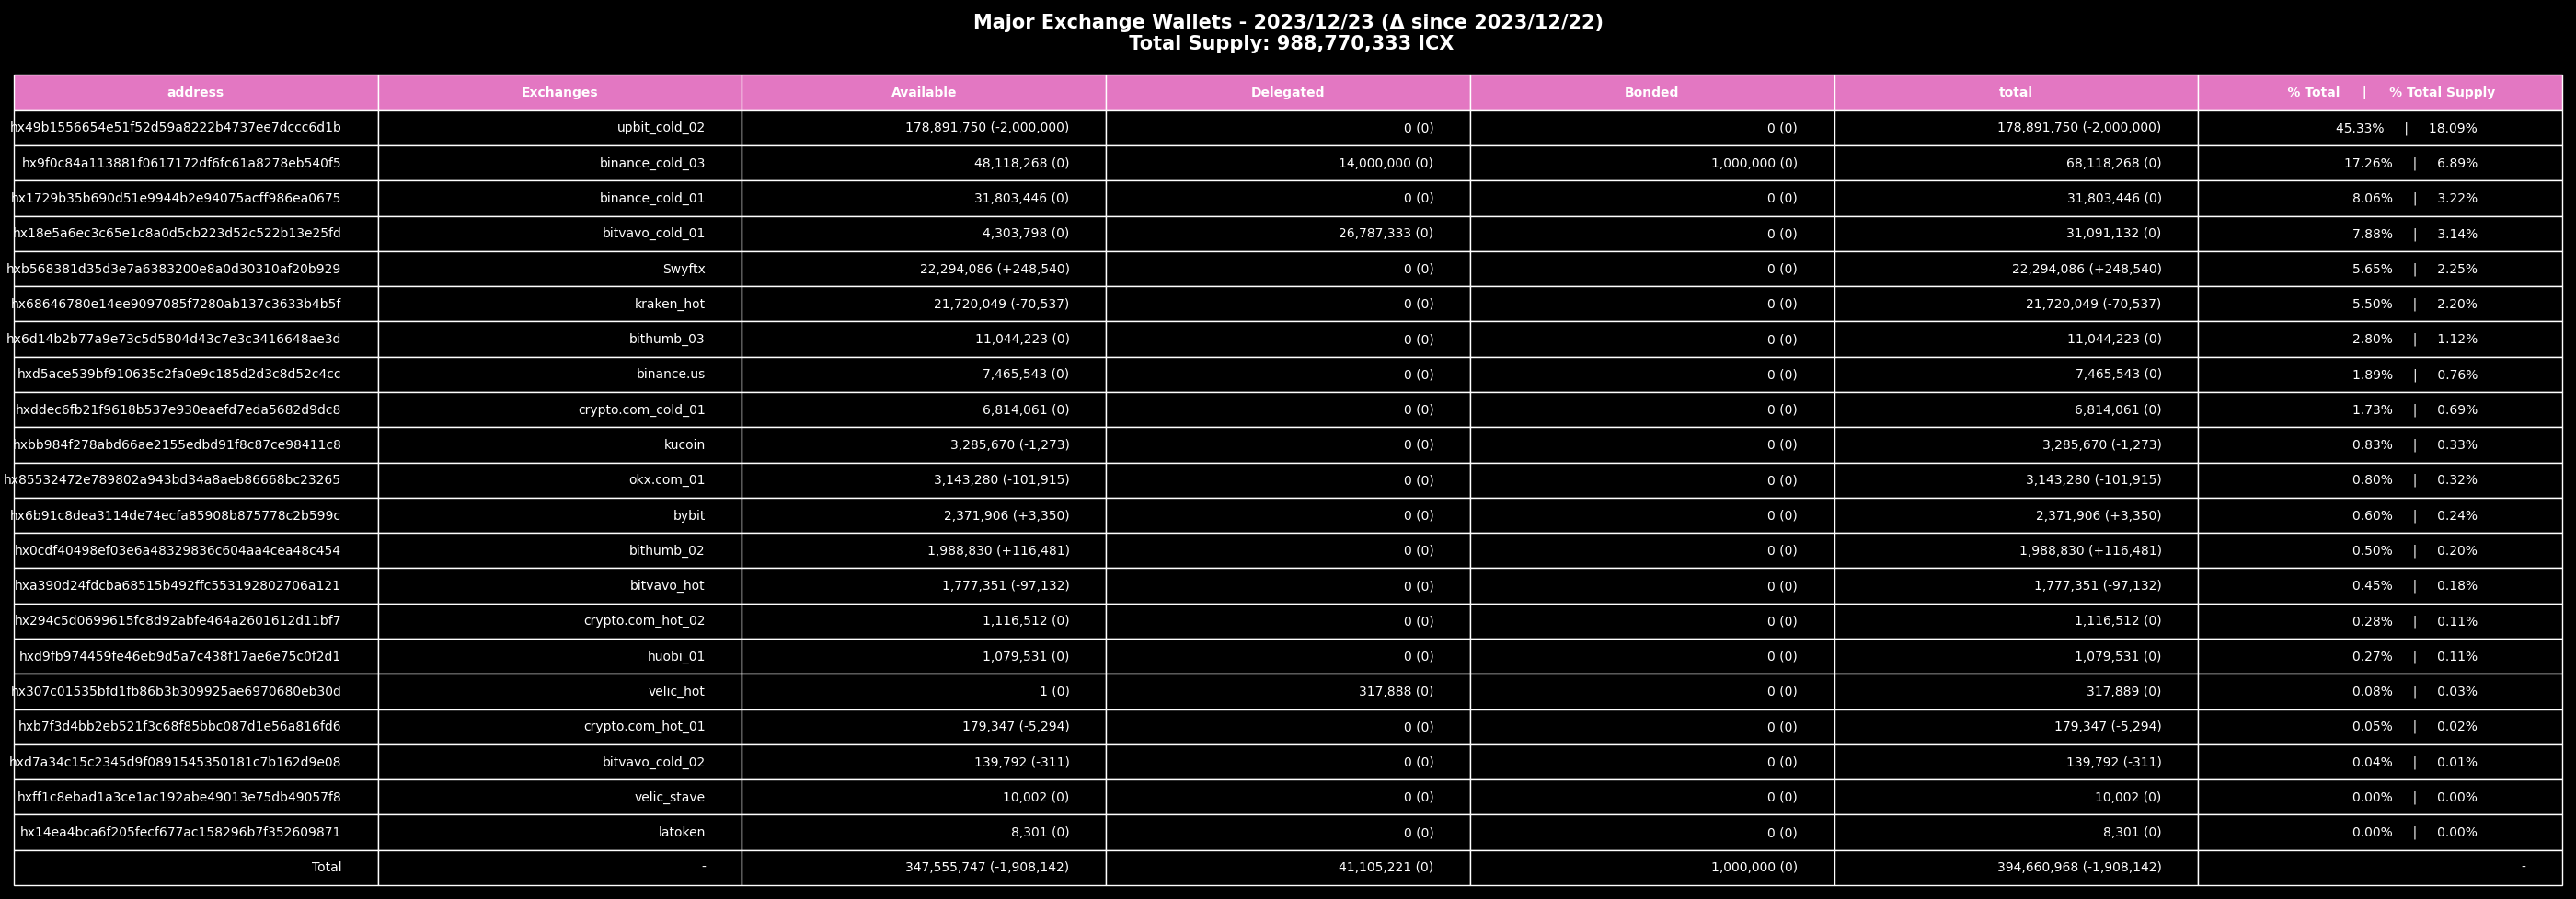 Major Exchange Wallets - 2023/12/23 (Δ since 2023/12/22)
Total Supply: 988,770,333 ICX
address Exchanges Available Delegated Bonded total % Total | % Total Supply
hx49b1556654e51f52d59a8222b4737ee7dccc6d1b upbit_cold_02 178,891,750 (-2,000,000) 0 (0) 0 (0) 178,891,750 (-2,000,000) 45.33% | 18.09%
hx9f0c84a113881f0617172df6fc61a8278eb540f5 binance_cold_03 48,118,268 (0) 14,000,000 (0) 1,000,000 (0) 68,118,268 (0) 17.26% | 6.89%
hx1729b35b690d51e9944b2e94075acff986ea0675 binance_cold_01 31,803,446 (0) 0 (0) 0 (0) 31,803,446 (0) 8.06% | 3.22%
hx18e5a6ec3c65e1c8a0d5cb223d52c522b13e25fd bitvavo_cold_01 4,303,798 (0) 26,787,333 (0) 0 (0) 31,091,132 (0) 7.88% | 3.14%
hxb568381d35d3e7a6383200e8a0d30310af20b929 Swyftx 22,294,086 (+248,540) 0 (0) 0 (0) 22,294,086 (+248,540) 5.65% | 2.25%
hx68646780e14ee9097085f7280ab137c3633b4b5f kraken_hot 21,720,049 (-70,537) 0 (0) 0 (0) 21,720,049 (-70,537) 5.50% | 2.20%
hx6d14b2b77a9e73c5d5804d43c7e3c3416648ae3d bithumb_03 11,044,223 (0) 0 (0) 0 (0) 11,044,223 (0) 2.80% | 1.12%
hxd5ace539bf910635c2fa0e9c185d2d3c8d52c4cc binance.us 7,465,543 (0) 0 (0) 0 (0) 7,465,543 (0) 1.89% | 0.76%
hxddec6fb21f9618b537e930eaefd7eda5682d9dc8 crypto.com_cold_01 6,814,061 (0) 0 (0) 0 (0) 6,814,061 (0) 1.73% | 0.69%
hxbb984f278abd66ae2155edbd91f8c87ce98411c8 kucoin 3,285,670 (-1,273) 0 (0) 0 (0) 3,285,670 (-1,273) 0.83% | 0.33%
hx85532472e789802a943bd34a8aeb86668bc23265 okx.com_01 3,143,280 (-101,915) 0 (0) 0 (0) 3,143,280 (-101,915) 0.80% | 0.32%
hx6b91c8dea3114de74ecfa85908b875778c2b599c bybit 2,371,906 (+3,350) 0 (0) 0 (0) 2,371,906 (+3,350) 0.60% | 0.24%
hx0cdf40498ef03e6a48329836c604aa4cea48c454 bithumb_02 1,988,830 (+116,481) 0 (0) 0 (0) 1,988,830 (+116,481) 0.50% | 0.20%
hxa390d24fdcba68515b492ffc553192802706a121 bitvavo_hot 1,777,351 (-97,132) 0 (0) 0 (0) 1,777,351 (-97,132) 0.45% | 0.18%
hx294c5d0699615fc8d92abfe464a2601612d11bf7 crypto.com_hot_02 1,116,512 (0) 0 (0) 0 (0) 1,116,512 (0) 0.28% | 0.11%
hxd9fb974459fe46eb9d5a7c438f17ae6e75c0f2d1 huobi_01 1,079,531 (0) 0 (0) 0 (0) 1,079,531 (0) 0.27% | 0.11%
hx307c01535bfd1fb86b3b309925ae6970680eb30d velic_hot 1 (0) 317,888 (0) 0 (0) 317,889 (0) 0.08% | 0.03%
hxb7f3d4bb2eb521f3c68f85bbc087d1e56a816fd6 crypto.com_hot_01 179,347 (-5,294) 0 (0) 0 (0) 179,347 (-5,294) 0.05% | 0.02%
hxd7a34c15c2345d9f0891545350181c7b162d9e08 bitvavo_cold_02 139,792 (-311) 0 (0) 0 (0) 139,792 (-311) 0.04% | 0.01%
hxff1c8ebad1a3ce1ac192abe49013e75db49057f8 velic_stave 10,002 (0) 0 (0) 0 (0) 10,002 (0) 0.00% | 0.00%
hx14ea4bca6f205fecf677ac158296b7f352609871 latoken 8,301 (0) 0 (0) 0 (0) 8,301 (0) 0.00% | 0.00%
Total - 347,555,747 (-1,908,142) 41,105,221 (0) 1,000,000 (0) 394,660,968 (-1,908,142) -